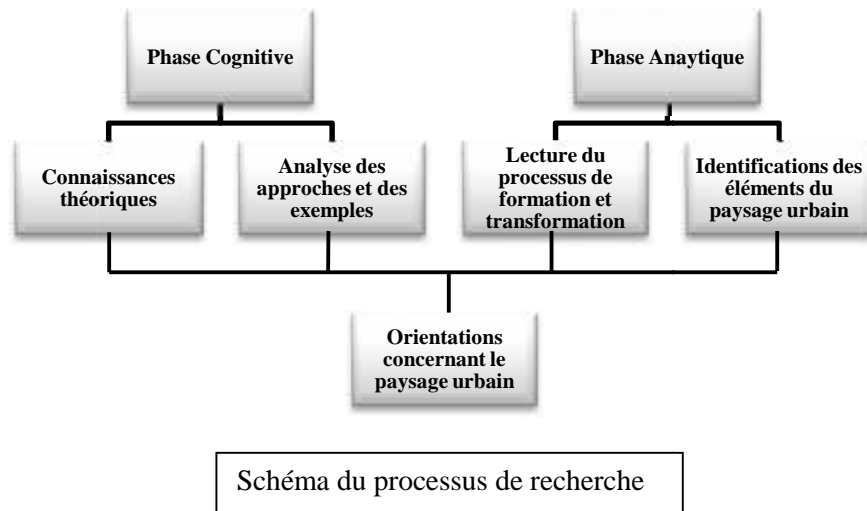 Phase Cognitive
Phase Anaytique
Connaissances
théoriques
Analyse des
approches et des
exemples
Lecture du
processus de
formation et
transformation
Identifications des
éléments du
paysage urbain
Orientations
concernant le
paysage urbain
Schéma du processus de recherche